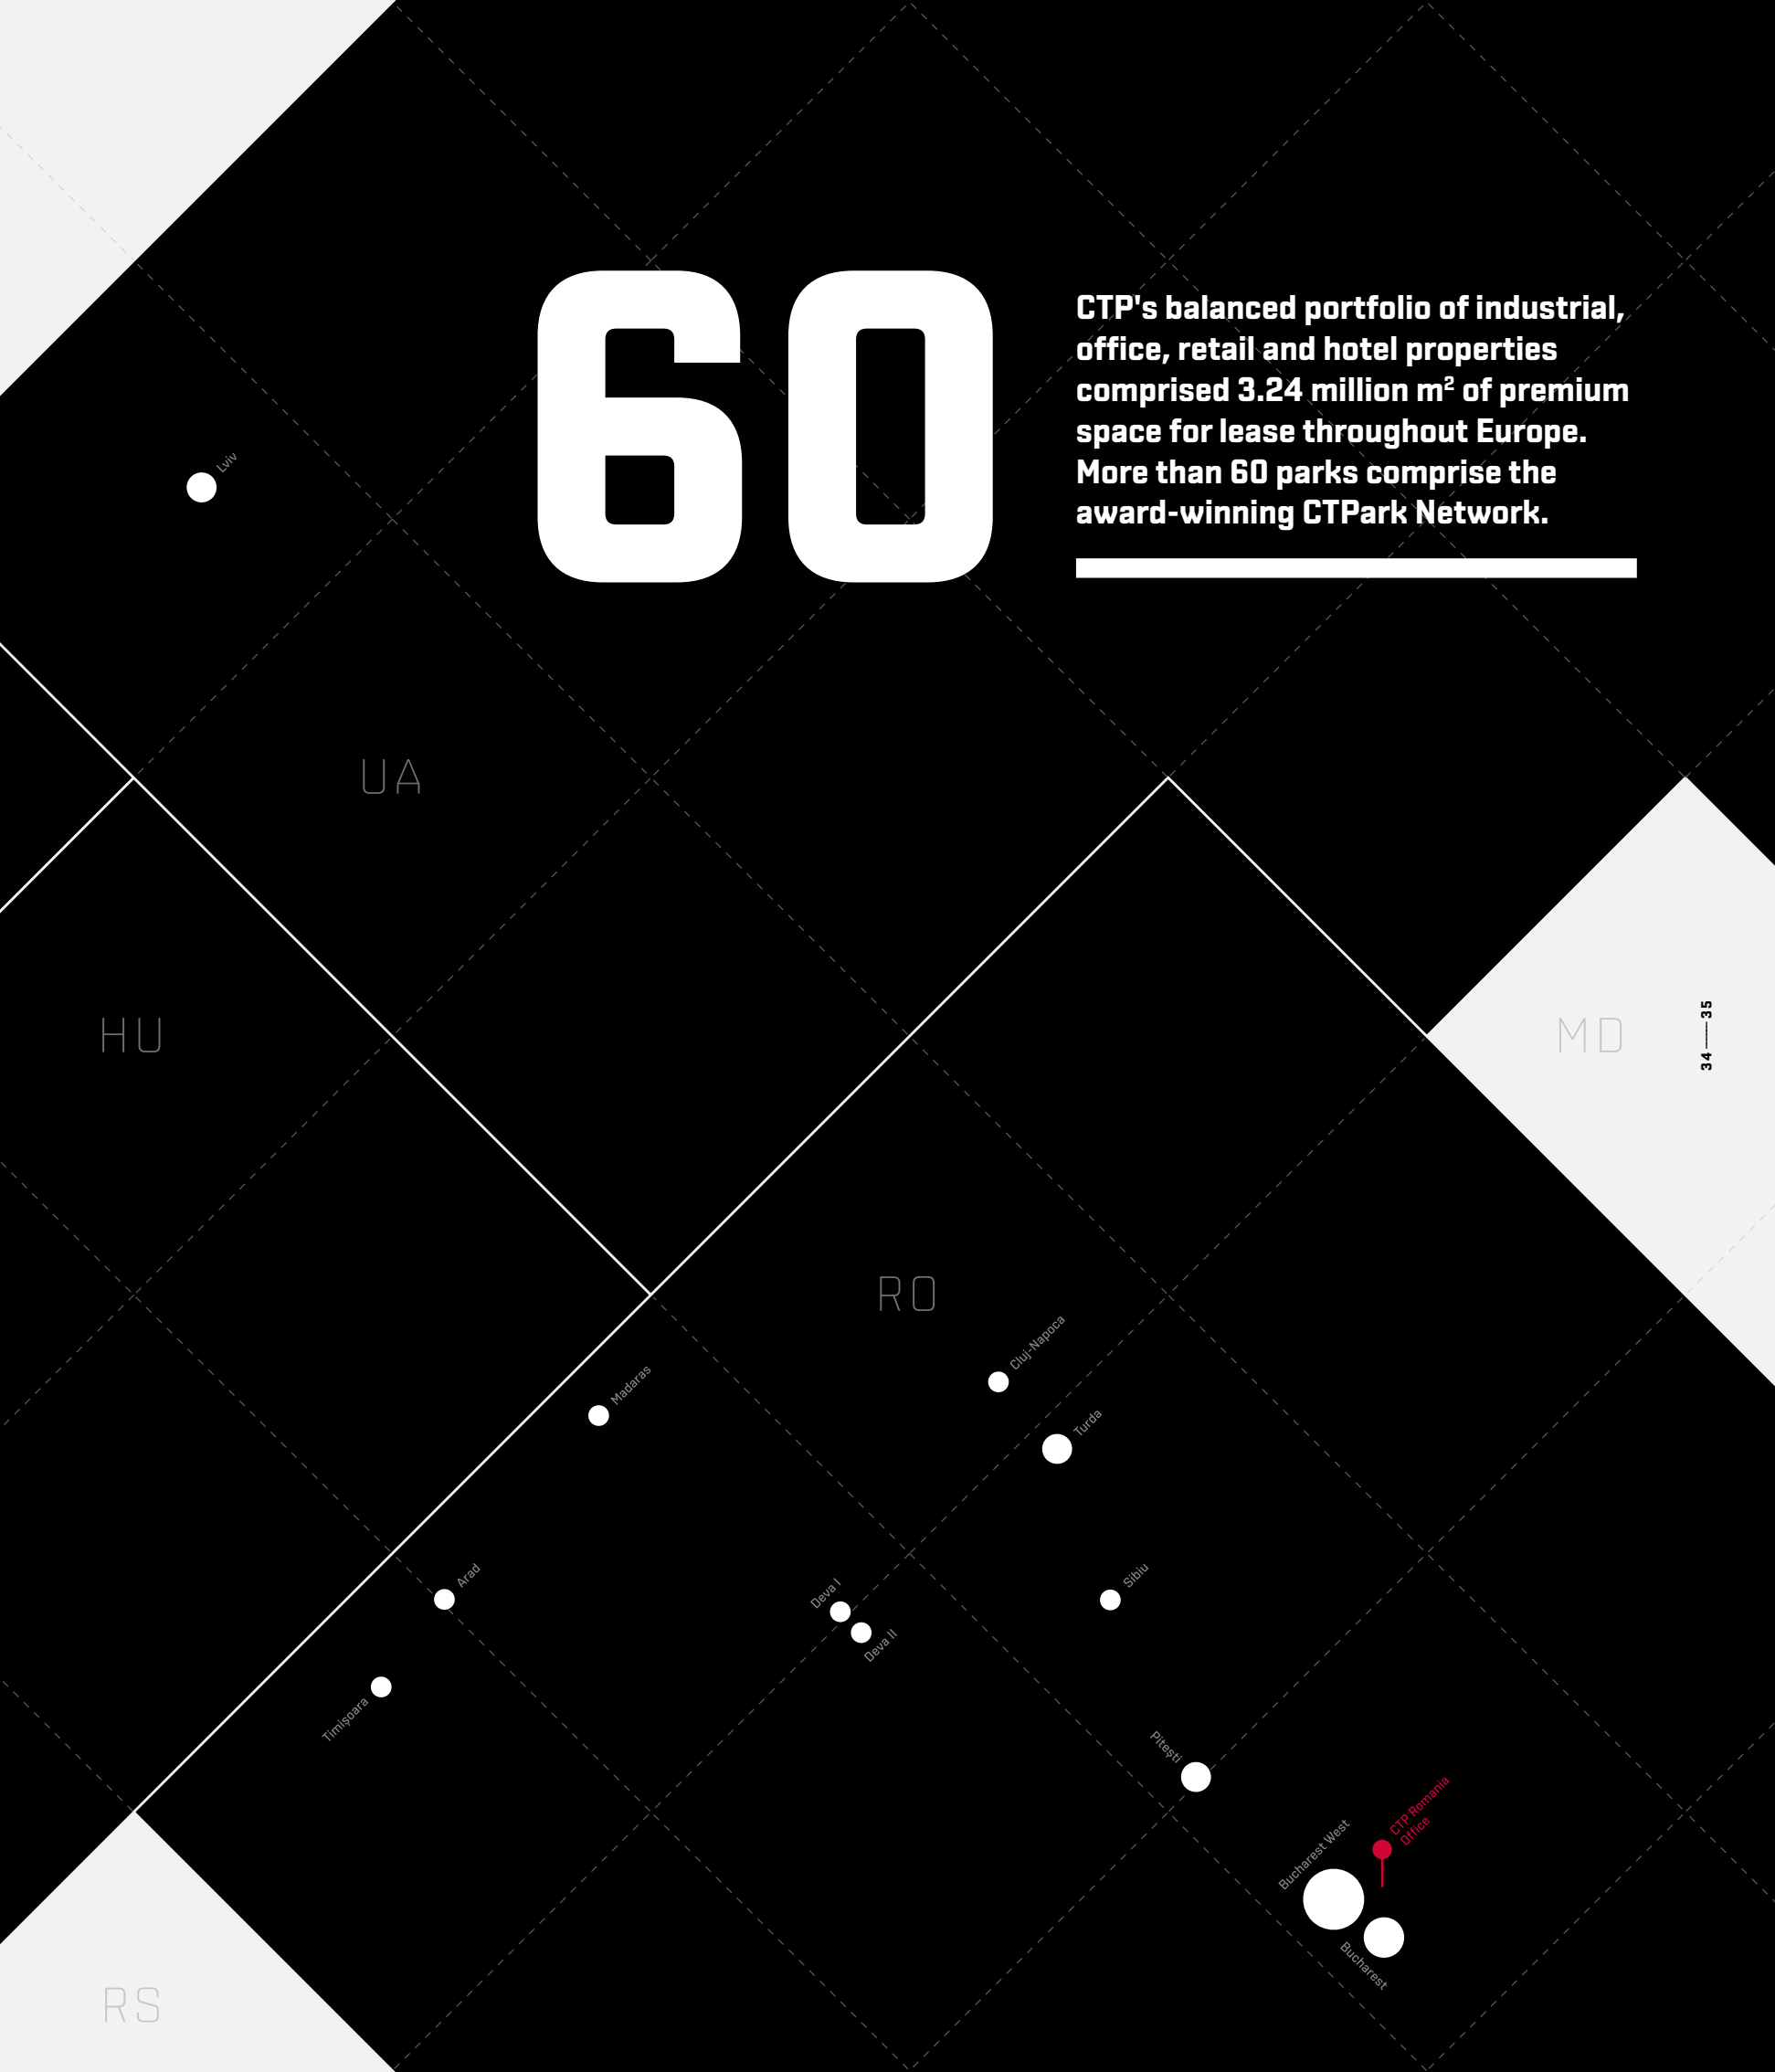 60
CTP's balanced portfolio of industrial,
office, retail and hotel properties
comprised 3.24 million m² of premium
space for lease throughout Europe.
More than 60 parks comprise the
award-winning CTPark Network.
Lviv
UA
HU
MD
34 — 35
RO
Cluj-Napoca
Madaras
Turda
Arad
Deva I
Sibiu
Deva II
Timișoara
Pitești
CTP Romania
Office
Bucharest West
Bucharest
RS